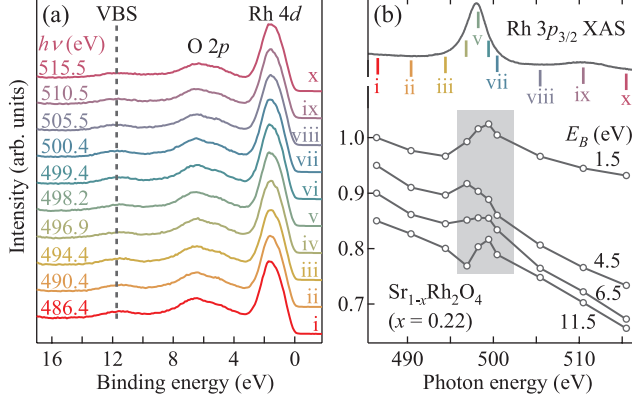 (a)
VBS
Rh 4d
O 2p
hν (eV)
515.5
x
510.5
ix
505.5
viii
500.4
vii
499.4
vi
498.2
v
496.9
iv
494.4
iii
490.4
ii
486.4
i
Intensity (arb. units)
16 12 8 4 0
Binding energy (eV)
(b)
Rh 3p3/2 XAS
v
i ii iii vii viii ix x
E_B (eV)
1.0
0.9
0.8
0.7
1.5
4.5
6.5
11.5
Sr1-xRh2O4
(x = 0.22)
490 500 510
Photon energy (eV)